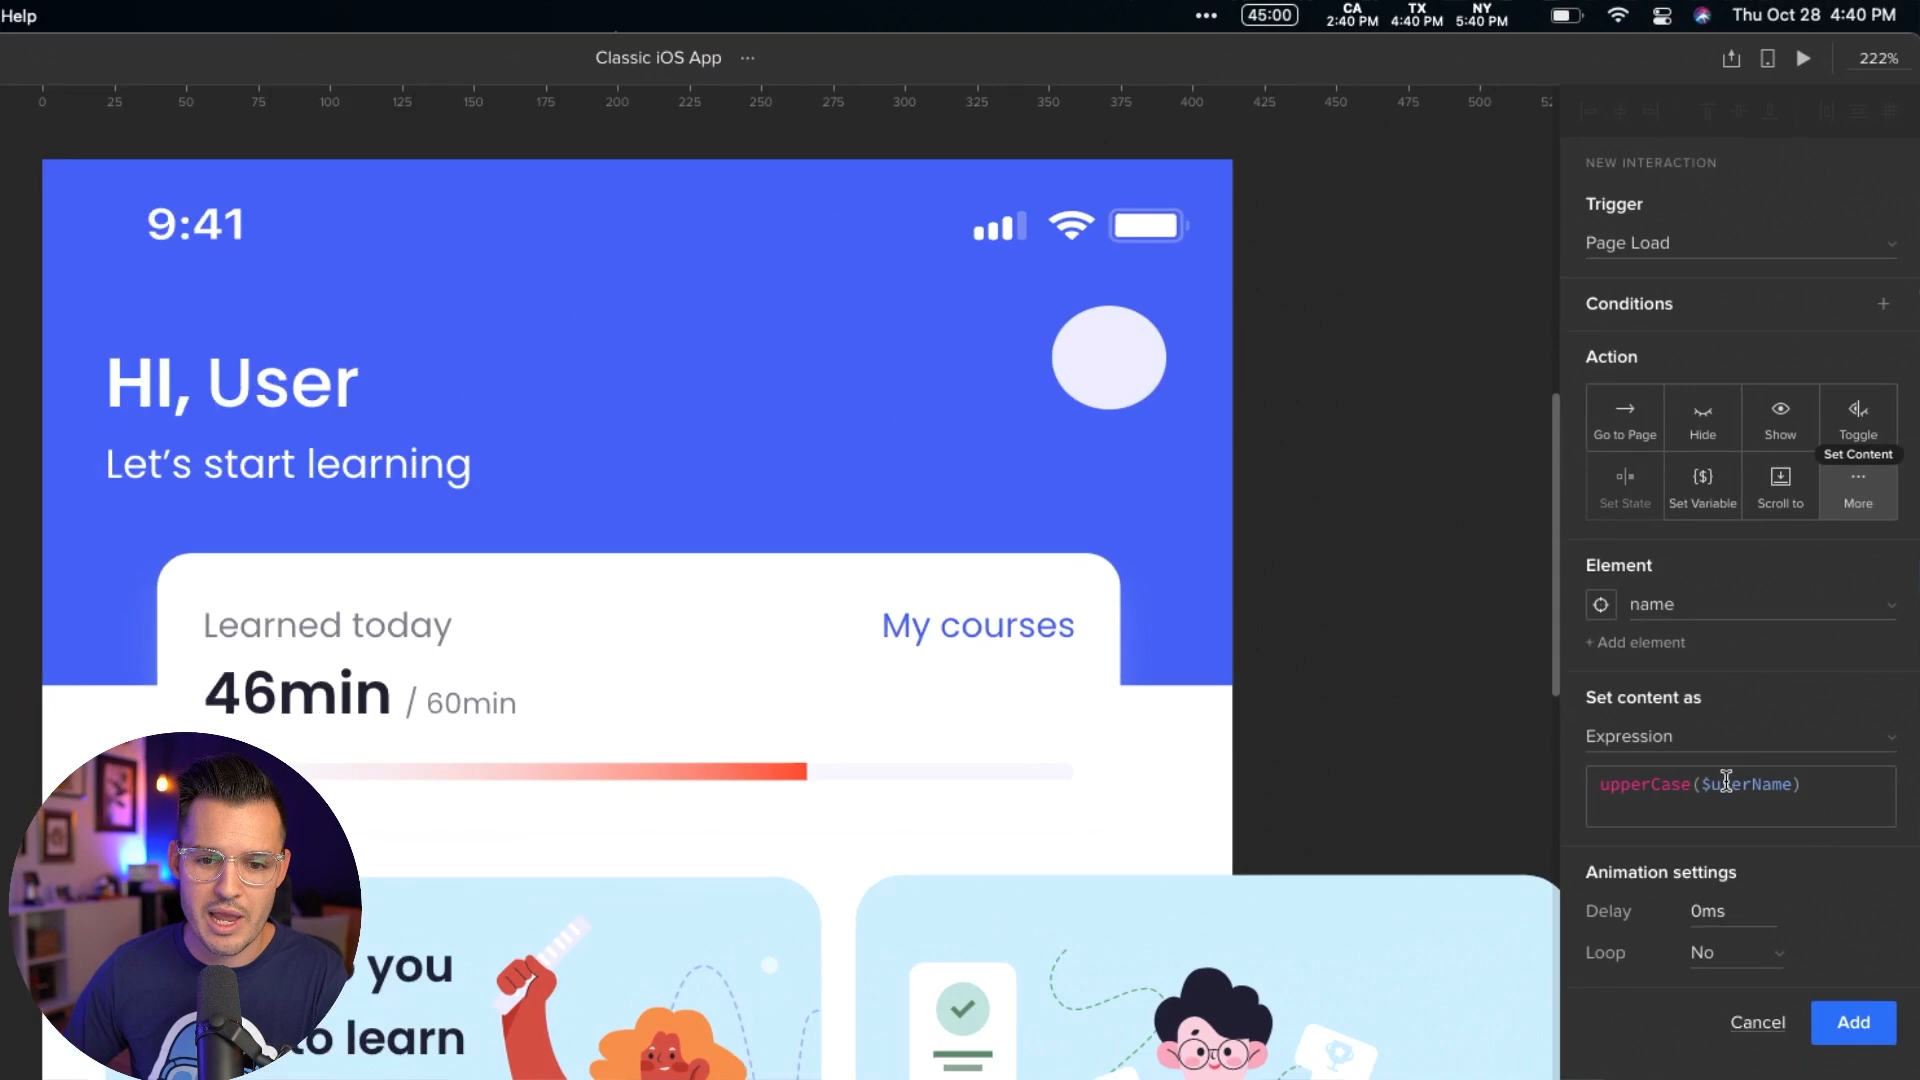 Help
45:00
CA
2:40 PM
TX
4:40 PM
NY
5:40 PM
Thu Oct 28 4:40 PM
Classic iOS App
222%
0 25 50 75 100 125 150 175 200 225 250 275 300 325 350 375 400 425 450 475 500
NEW INTERACTION
Trigger
Page Load
Conditions
Action
Go to Page
Hide
Show
Toggle
Set Content
Set State
{$}
Set Variable
Scroll to
More
Element
name
+ Add element
Set content as
Expression
upperCase($userName)
Animation settings
Delay
0ms
Loop
No
Cancel
Add
9:41
HI, User
Let’s start learning
Learned today
My courses
46min / 60min
you
to learn